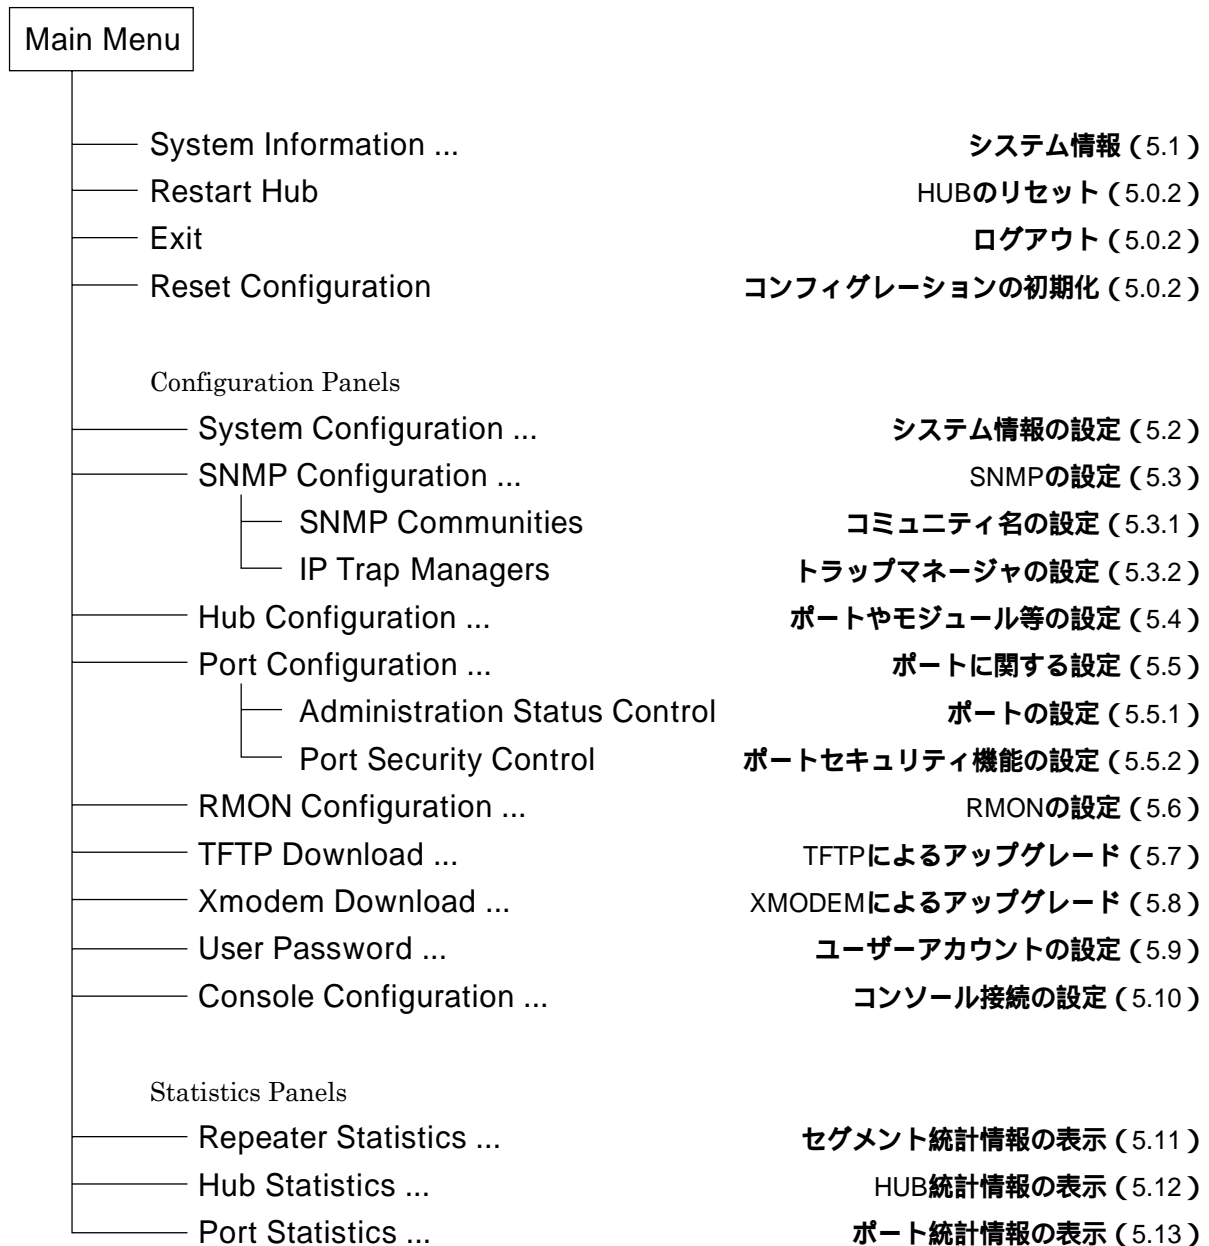 Main Menu
System Information ... システム情報（5.1）
Restart Hub HUBのリセット（5.0.2）
Exit ログアウト（5.0.2）
Reset Configuration コンフィグレーションの初期化（5.0.2）
Configuration Panels
System Configuration ... システム情報の設定（5.2）
SNMP Configuration ... SNMPの設定（5.3）
SNMP Communities コミュニティ名の設定（5.3.1）
IP Trap Managers トラップマネージャの設定（5.3.2）
Hub Configuration ... ポートやモジュール等の設定（5.4）
Port Configuration ... ポートに関する設定（5.5）
Administration Status Control ポートの設定（5.5.1）
Port Security Control ポートセキュリティ機能の設定（5.5.2）
RMON Configuration ... RMONの設定（5.6）
TFTP Download ... TFTPによるアップグレード（5.7）
Xmodem Download ... XMODEMによるアップグレード（5.8）
User Password ... ユーザーアカウントの設定（5.9）
Console Configuration ... コンソール接続の設定（5.10）
Statistics Panels
Repeater Statistics ... セグメント統計情報の表示（5.11）
Hub Statistics ... HUB統計情報の表示（5.12）
Port Statistics ... ポート統計情報の表示（5.13）